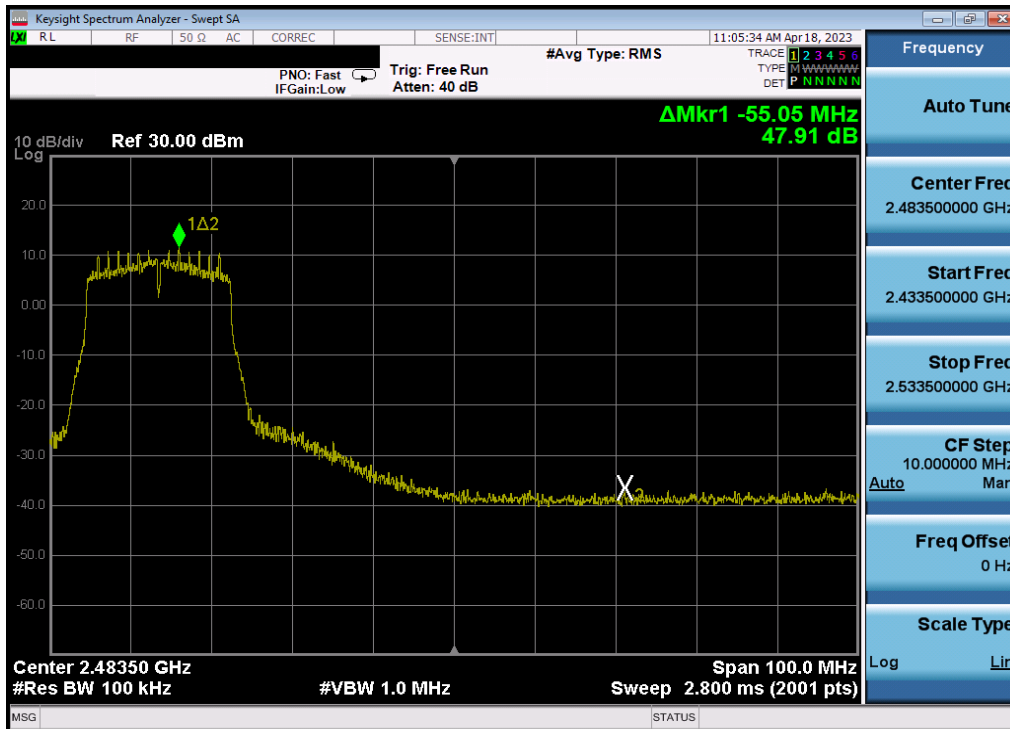 Keysight Spectrum Analyzer - Swept SA
LXI RL RF 50 Ω AC CORREC SENSE:INT 11:05:34 AM Apr 18, 2023
Frequency
#Avg Type: RMS
TRACE 1 2 3 4 5 6
PNO: Fast Trig: Free Run
TYPE M WWWWW
IFGain:Low Atten: 40 dB
DET P N N N N N
Auto Tune
ΔMkr1 -55.05 MHz
47.91 dB
10 dB/div Ref 30.00 dBm
Log
20.0
10.0
0.00
-10.0
-20.0
-30.0
-40.0
-50.0
-60.0
1Δ2
X2
Center Freq
2.483500000 GHz
Start Freq
2.433500000 GHz
Stop Freq
2.533500000 GHz
CF Step
10.000000 MHz
Auto Man
Freq Offset
0 Hz
Scale Type
Log Lin
Center 2.48350 GHz Span 100.0 MHz
#Res BW 100 kHz #VBW 1.0 MHz Sweep 2.800 ms (2001 pts)
MSG STATUS